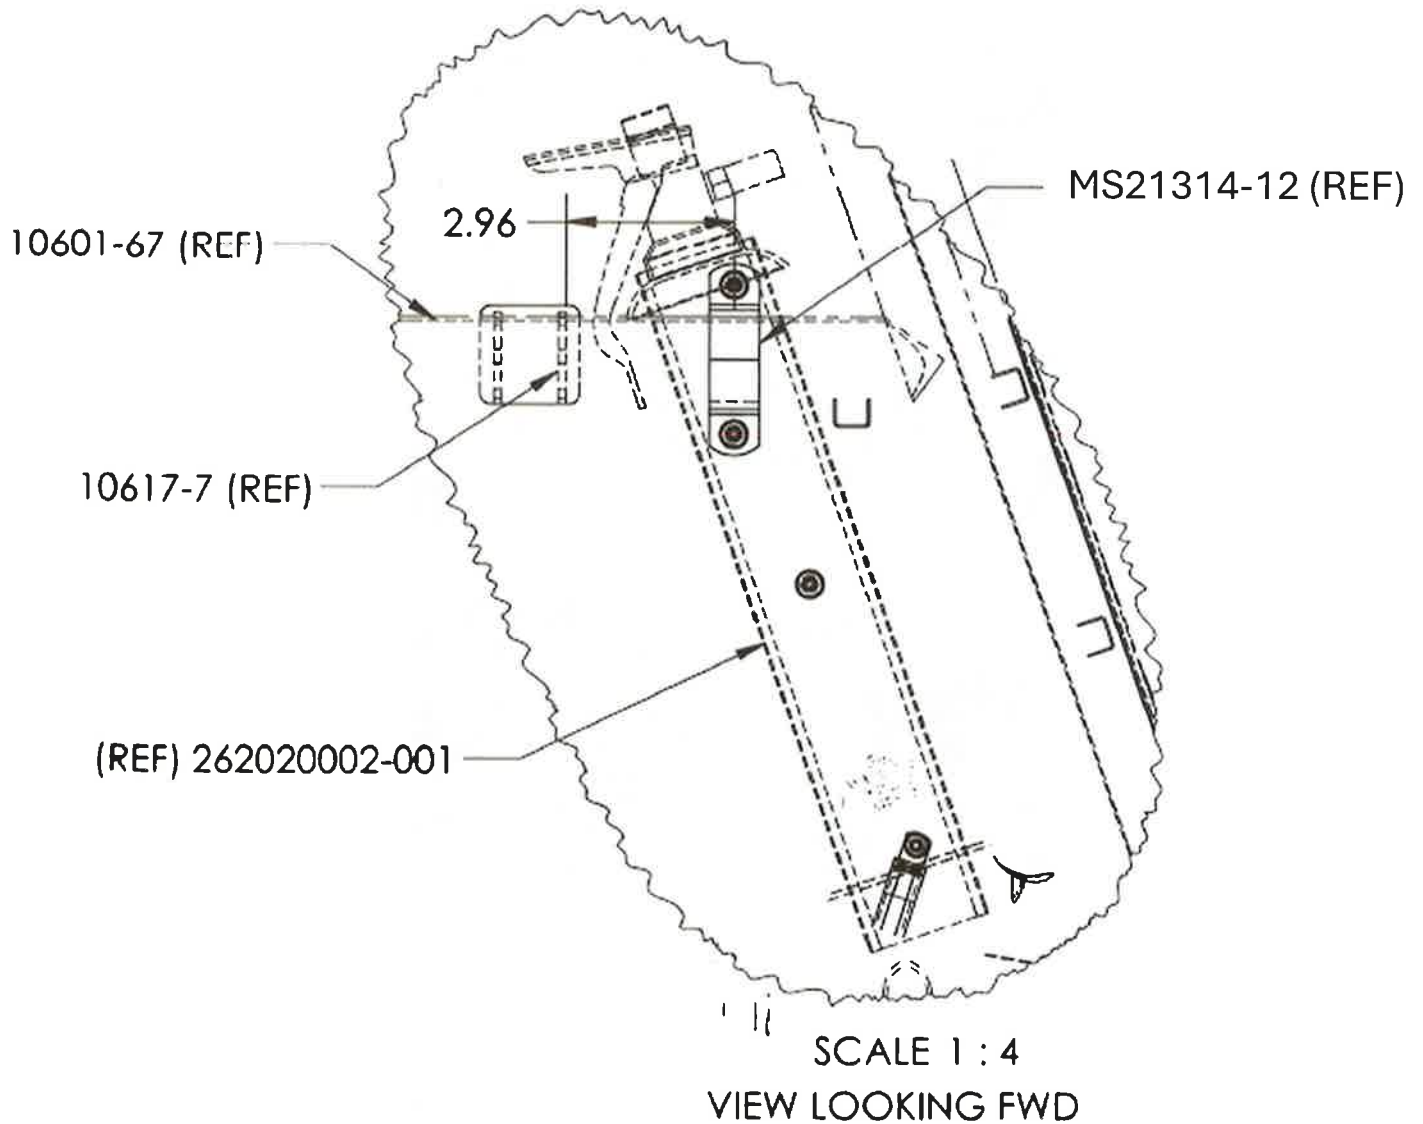 MS21314-12 (REF)
2.96
10601-67 (REF)
10617-7 (REF)
(REF) 262020002-001
SCALE 1 : 4
VIEW LOOKING FWD